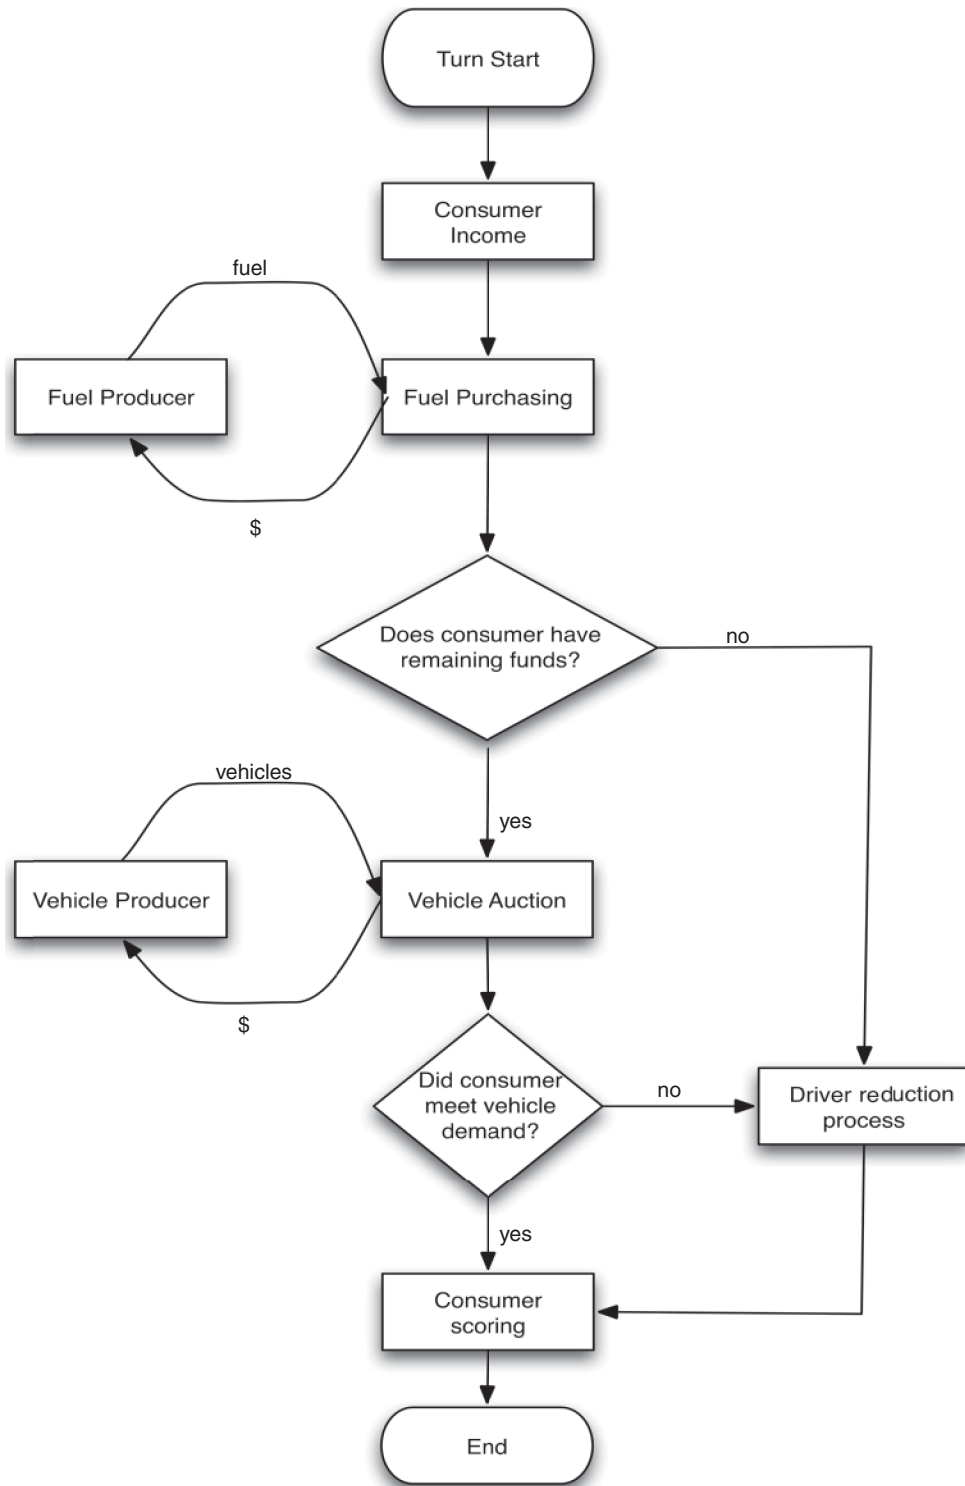 Turn Start
Consumer
Income
fuel
Fuel Producer
Fuel Purchasing
$
Does consumer have
remaining funds?
no
vehicles
yes
Vehicle Producer
Vehicle Auction
$
Did consumer
meet vehicle
demand?
no
Driver reduction
process
yes
Consumer
scoring
End